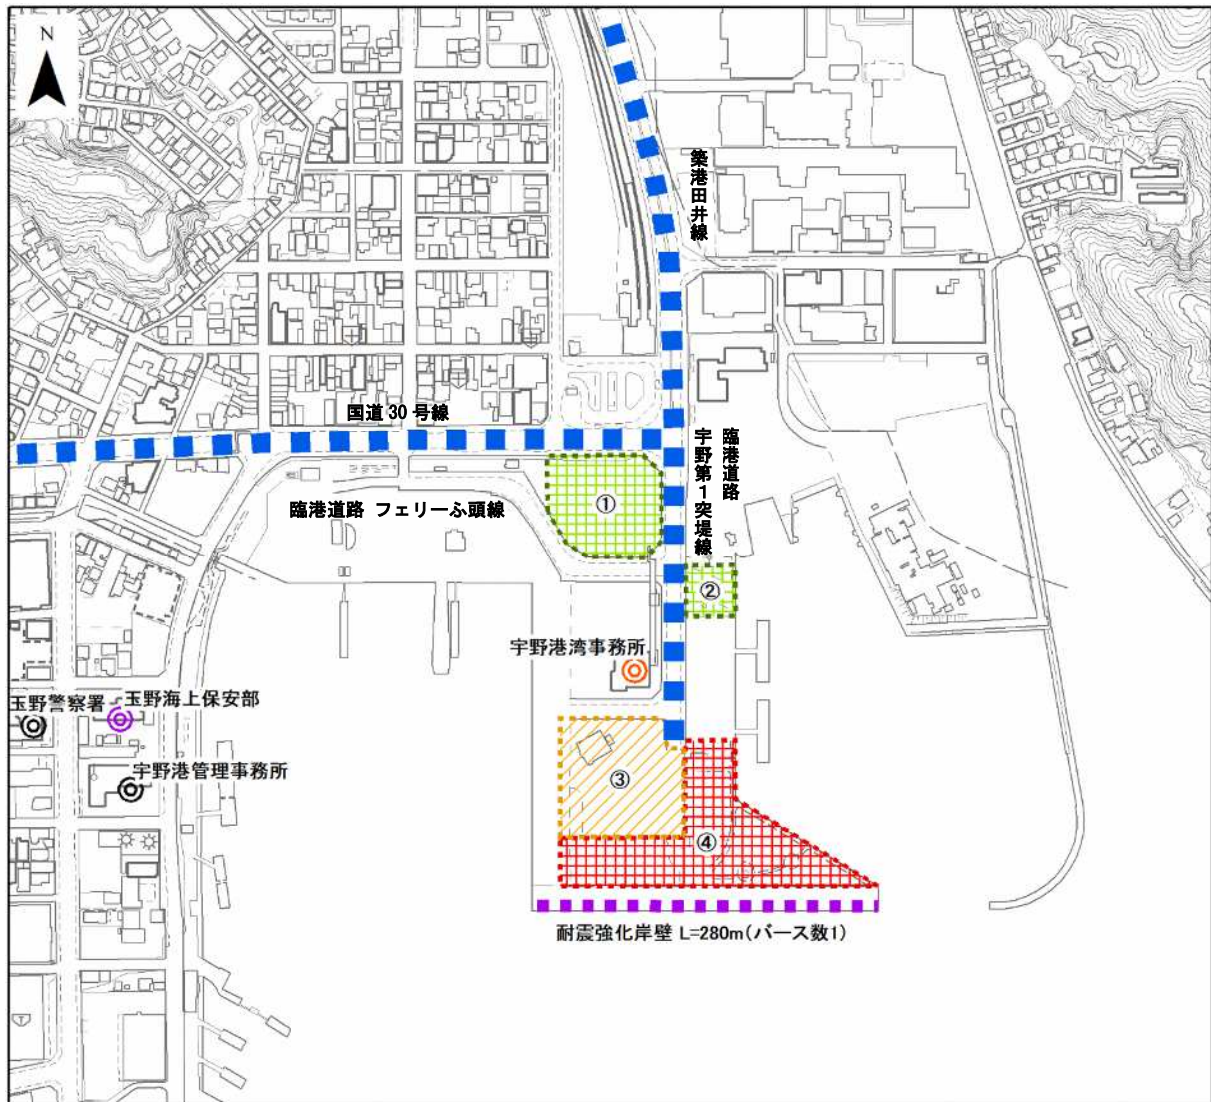 N
築港田井線
国道30号線
臨港道路
宇野第1突堤線
臨港道路 フェリーふ頭線
①
②
宇野港湾事務所
玉野警察署
玉野海上保安部
宇野港管理事務所
③
④
耐震強化岸壁 L=280m(バース数1)